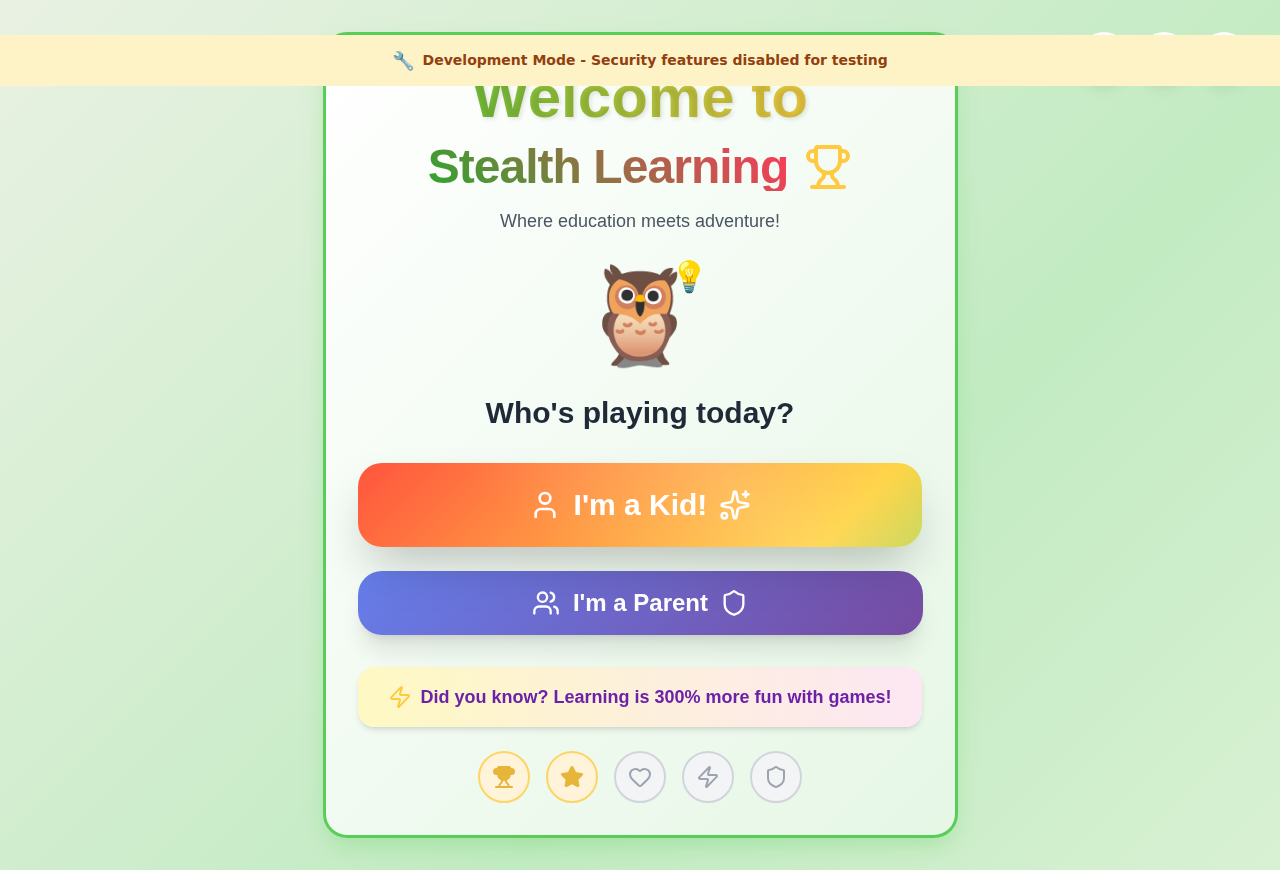 🔧 Development Mode - Security features disabled for testing
Welcome to
Stealth Learning
Where education meets adventure!
Who's playing today?
I'm a Kid!
I'm a Parent
Did you know? Learning is 300% more fun with games!